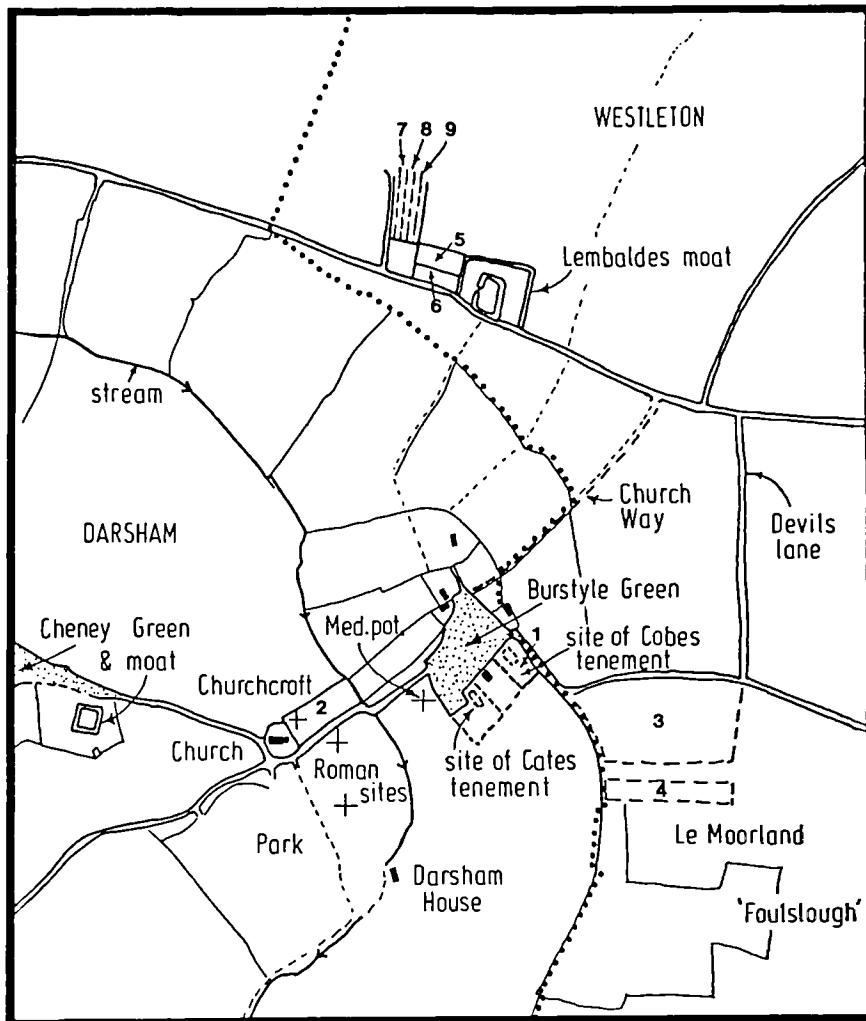 WESTLETON
7 8 9
5
6
Lembaldes moat
stream
Church
Way
Devils
lane
DARSHAM
Burstyle Green
Cheney Green
& moat
Med.pot
1
site of Cobes
tenement
Churchcroft
2
3
Church
Roman
sites
site of Cates
tenement
4
Park
Le Moorland
Darsham
House
'Foulslough'